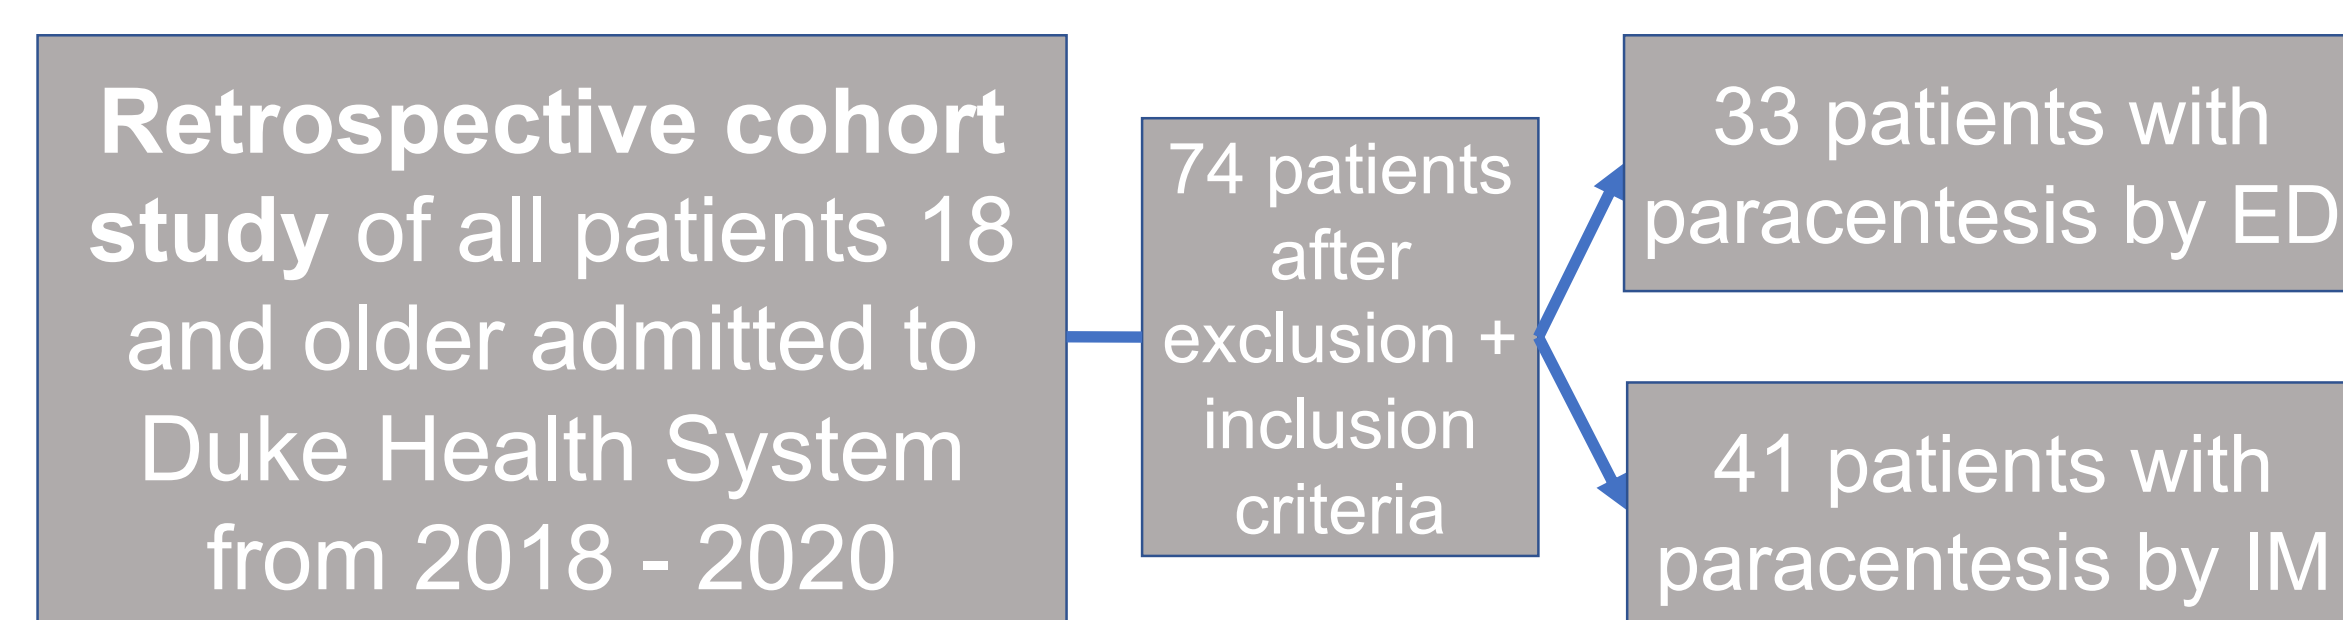 Retrospective cohort
study of all patients 18
and older admitted to
Duke Health System
from 2018 - 2020
74 patients
after
exclusion +
inclusion
criteria
33 patients with
paracentesis by ED
41 patients with
paracentesis by IM